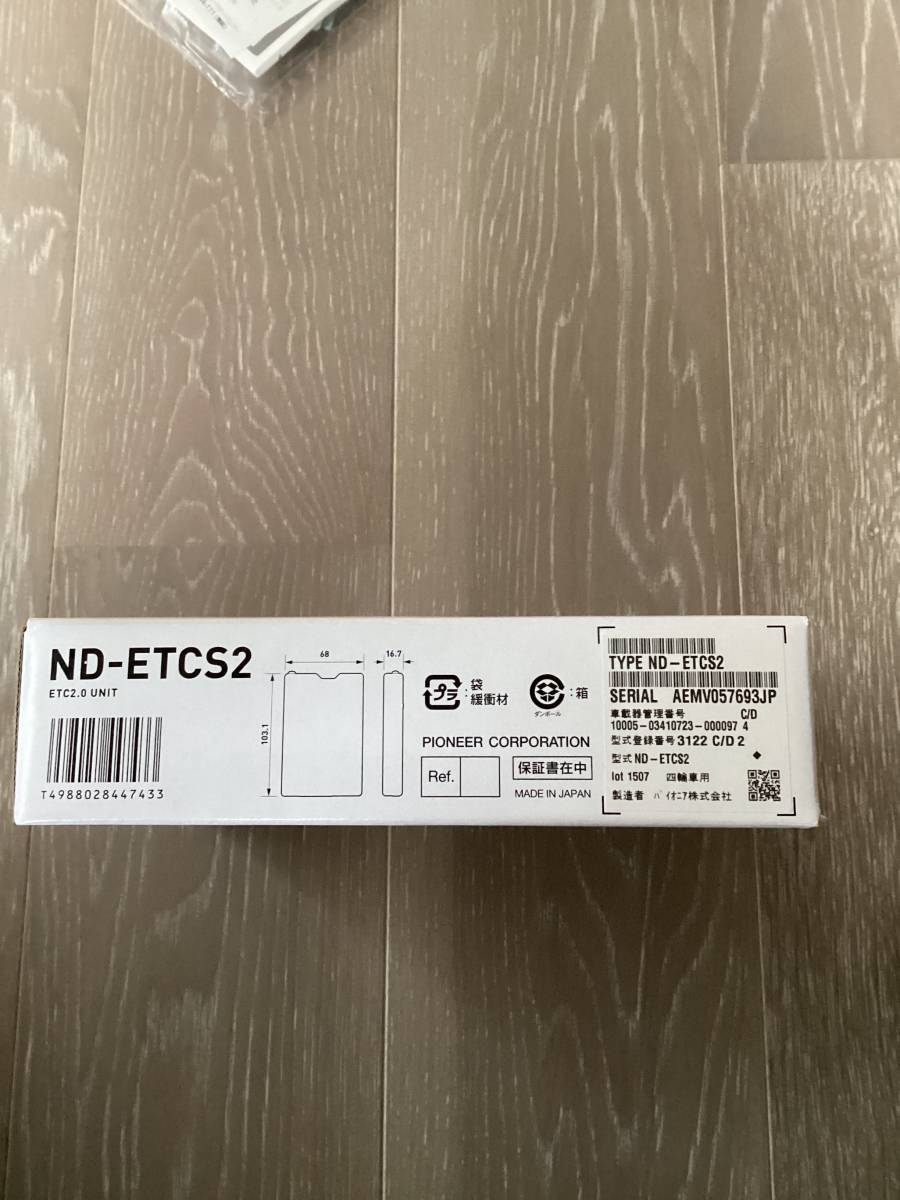 ND-ETCS2
ETC2.0 UNIT
T4988028447433
68
16.7
103.1
プラ
:袋
緩衝材
ダンボール
:箱
PIONEER CORPORATION
Ref.
保証書在中
MADE IN JAPAN
TYPE ND-ETCS2
SERIAL AEMV057693JP
車載器管理番号 C/D
10005-03410723-000097 4
型式登録番号 3122 C/D 2
型式 ND-ETCS2
lot 1507 四輪車用
製造者 パイオニア株式会社